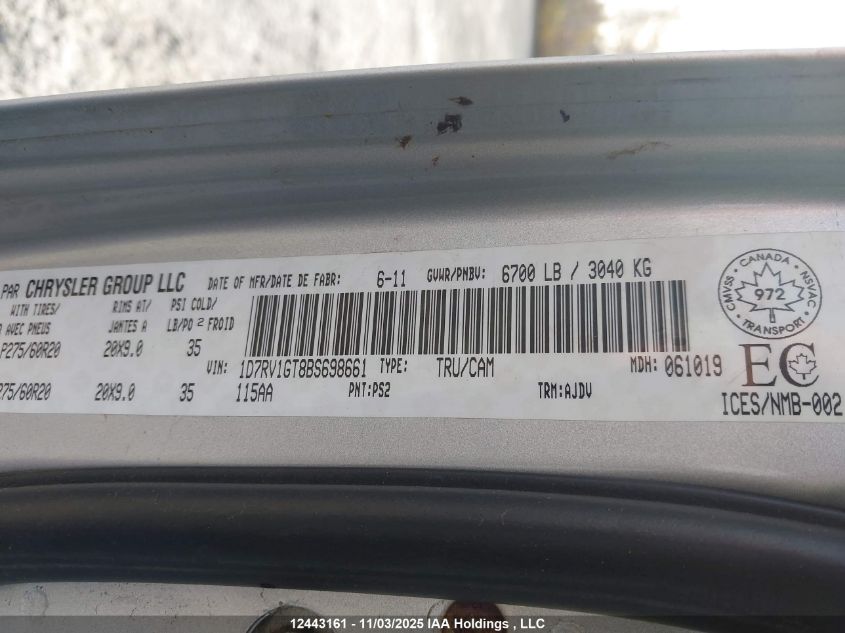 PAR CHRYSLER GROUP LLC DATE OF MFR/DATE DE FABR: 6-11 GVWR/PNBV: 6700 LB / 3040 KG
WITH TIRES/ RIMS AT/ PSI COLD/
AVEC PNEUS JANTES A LB/PO2 FROID
P275/60R20 20X9.0 35
VIN: 1D7RV1GT8BS698661 TYPE: TRU/CAM MDH: 061019
275/60R20 20X9.0 35 115AA PNT:PS2 TRM:AJDV
CANADA
CMVSS NSVAC
972
TRANSPORT
EC
ICES/NMB-002
12443161 - 11/03/2025 IAA Holdings , LLC